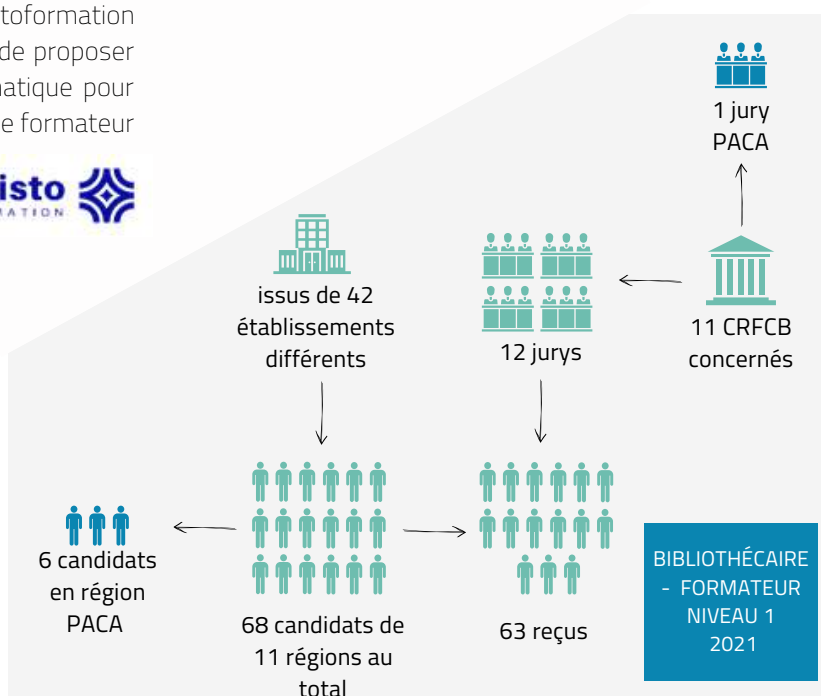 toformation
de proposer
natique pour
e formateur
isto
MATION
1 jury
PACA
issus de 42
établissements
différents
12 jurys
11 CRFCB
concernés
6 candidats
en région
PACA
68 candidats de
11 régions au
total
63 reçus
BIBLIOTHÉCAIRE
- FORMATEUR
NIVEAU 1
2021